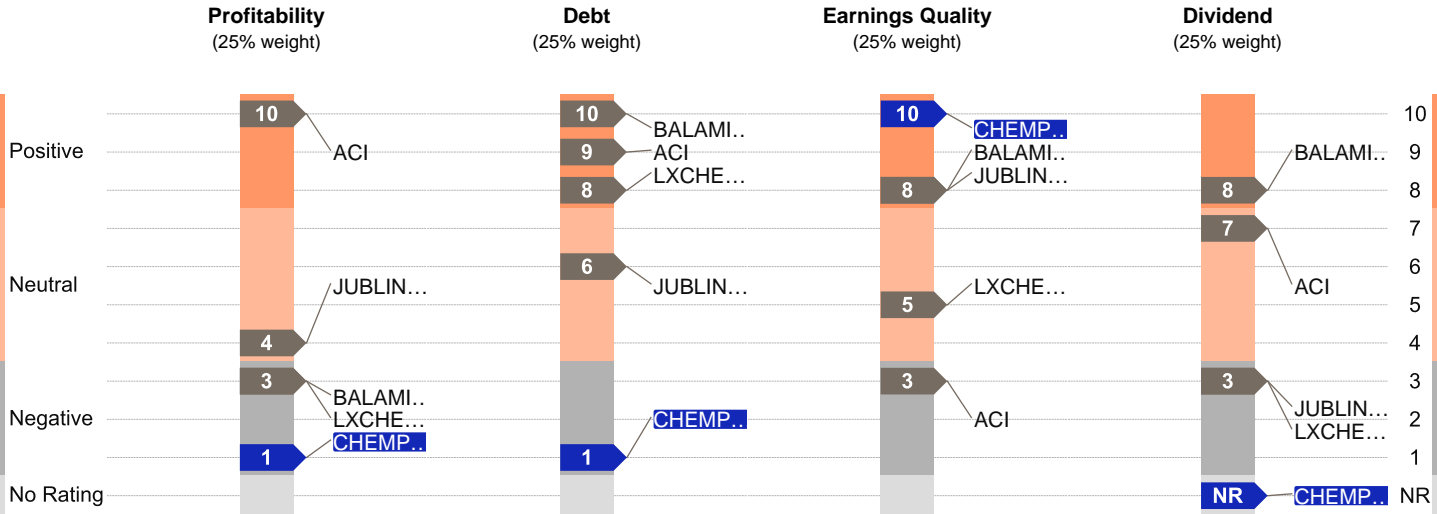 Profitability
(25% weight)
Debt
(25% weight)
Earnings Quality
(25% weight)
Dividend
(25% weight)
Positive
Neutral
Negative
No Rating
10
ACI
4
JUBLIN...
3
BALAMI..
LXCHE...
1
CHEMP..
10
BALAMI..
9
ACI
8
LXCHE...
6
JUBLIN...
1
CHEMP..
10
CHEMP..
8
BALAMI..
JUBLIN...
5
LXCHE...
3
ACI
8
BALAMI..
7
ACI
3
JUBLIN...
LXCHE...
NR
CHEMP..
10
9
8
7
6
5
4
3
2
1
NR